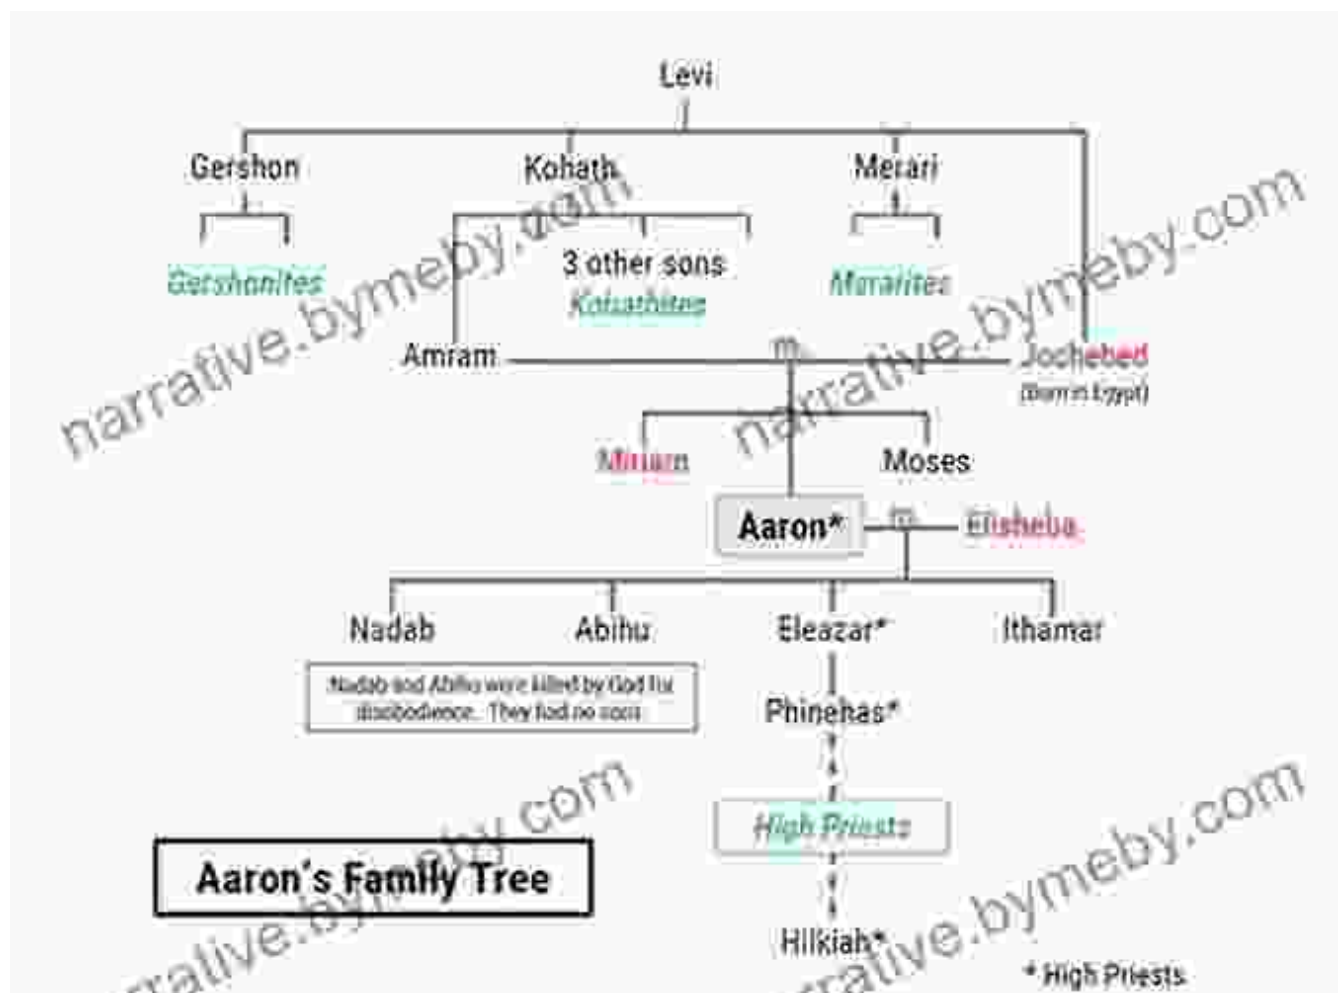 Levi
Gershon Kohath Merari
3 other sons
Gershonites Kohathites Merarites
Amram m. Jochebed
(Born in Egypt)
Miriam Moses
Aaron* m. Elisheba
Nadab Abihu Eleazar* Ithamar
Nadab and Abihu were killed by God for
disobedience. They had no sons.
Phinehas*
High Priests
Aaron's Family Tree
Hilkiah*
* High Priests
narrative.bymeby.com
narrative.bymeby.com
narrative.bymeby.com
narrative.bymeby.com